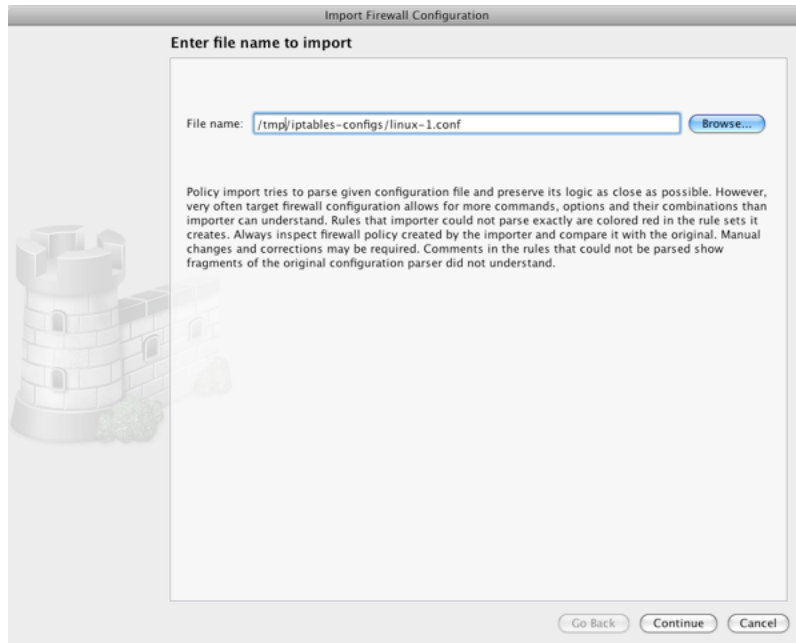 Import Firewall Configuration
Enter file name to import
File name: /tmp/iptables-configs/linux-1.conf Browse...
Policy import tries to parse given configuration file and preserve its logic as close as possible. However,
very often target firewall configuration allows for more commands, options and their combinations than
importer can understand. Rules that importer could not parse exactly are colored red in the rule sets it
creates. Always inspect firewall policy created by the importer and compare it with the original. Manual
changes and corrections may be required. Comments in the rules that could not be parsed show
fragments of the original configuration parser did not understand.
Go Back Continue Cancel